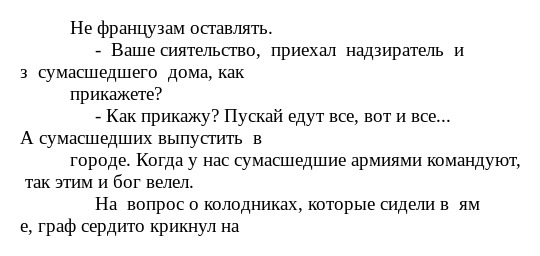 Не французам оставлять.
- Ваше сиятельство, приехал надзиратель и
з сумасшедшего дома, как
прикажете?
- Как прикажу? Пускай едут все, вот и все...
А сумасшедших выпустить в
городе. Когда у нас сумасшедшие армиями командуют,
так этим и бог велел.
На вопрос о колодниках, которые сидели в ям
е, граф сердито крикнул на